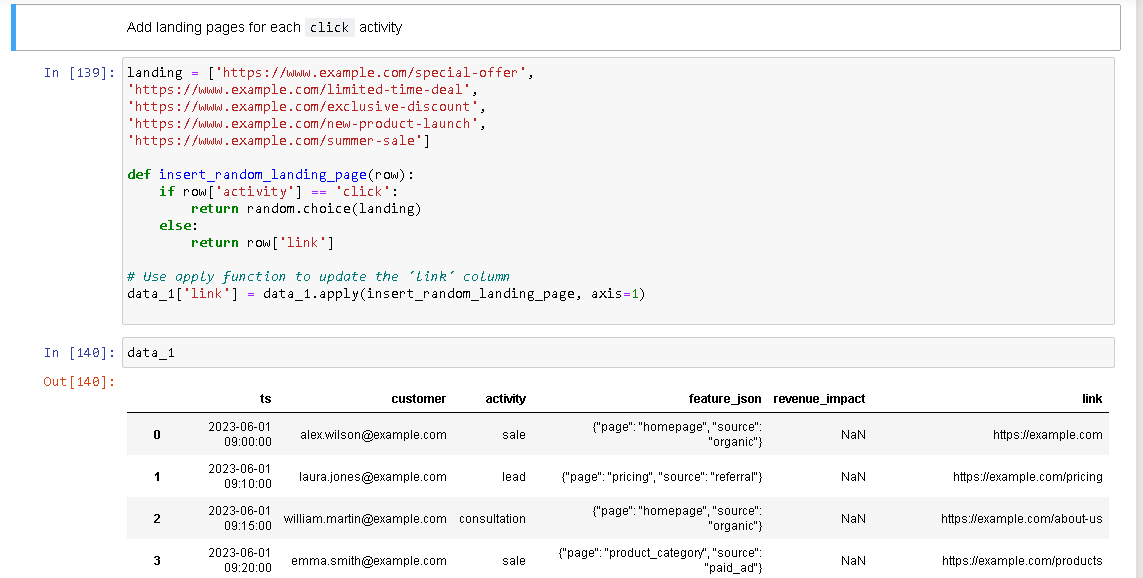 Add landing pages for each click activity
In [139]:
landing = ['https://www.example.com/special-offer',
'https://www.example.com/limited-time-deal',
'https://www.example.com/exclusive-discount',
'https://www.example.com/new-product-launch',
'https://www.example.com/summer-sale']
def insert_random_landing_page(row):
    if row['activity'] == 'click':
        return random.choice(landing)
    else:
        return row['link']
# Use apply function to update the 'link' column
data_1['link'] = data_1.apply(insert_random_landing_page, axis=1)
In [140]: data_1
Out[140]:
ts customer activity feature_json revenue_impact link
0 2023-06-01 09:00:00 alex.wilson@example.com sale {"page": "homepage", "source": "organic"} NaN https://example.com
1 2023-06-01 09:10:00 laura.jones@example.com lead {"page": "pricing", "source": "referral"} NaN https://example.com/pricing
2 2023-06-01 09:15:00 william.martin@example.com consultation {"page": "homepage", "source": "organic"} NaN https://example.com/about-us
3 2023-06-01 09:20:00 emma.smith@example.com sale {"page": "product_category", "source": "paid_ad"} NaN https://example.com/products